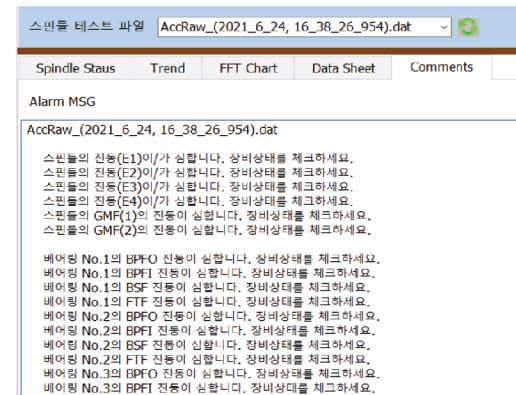 스핀들 테스트 파일 AccRaw_(2021_6_24, 16_38_26_954).dat
Spindle Staus Trend FFT Chart Data Sheet Comments
Alarm MSG
AccRaw_(2021_6_24, 16_38_26_954).dat
스핀들의 진동(E1)이/가 심합니다. 장비상태를 체크하세요.
스핀들의 진동(E2)이/가 심합니다. 장비상태를 체크하세요.
스핀들의 진동(E3)이/가 심합니다. 장비상태를 체크하세요.
스핀들의 진동(E4)이/가 심합니다. 장비상태를 체크하세요.
스핀들의 GMF(1)의 진동이 심합니다. 장비상태를 체크하세요.
스핀들의 GMF(2)의 진동이 심합니다. 장비상태를 체크하세요.
베어링 No.1의 BPFO 진동이 심합니다. 장비상태를 체크하세요.
베어링 No.1의 BPFI 진동이 심합니다. 장비상태를 체크하세요.
베어링 No.1의 BSF 진동이 심합니다. 장비상태를 체크하세요.
베어링 No.1의 FTF 진동이 심합니다. 장비상태를 체크하세요.
베어링 No.2의 BPFO 진동이 심합니다. 장비상태를 체크하세요.
베어링 No.2의 BPFI 진동이 심합니다. 장비상태를 체크하세요.
베어링 No.2의 BSF 진동이 심합니다. 장비상태를 체크하세요.
베어링 No.2의 FTF 진동이 심합니다. 장비상태를 체크하세요.
베어링 No.3의 BPFO 진동이 심합니다. 장비상태를 체크하세요.
베어링 No.3의 BPFI 진동이 심합니다. 장비상태를 체크하세요.